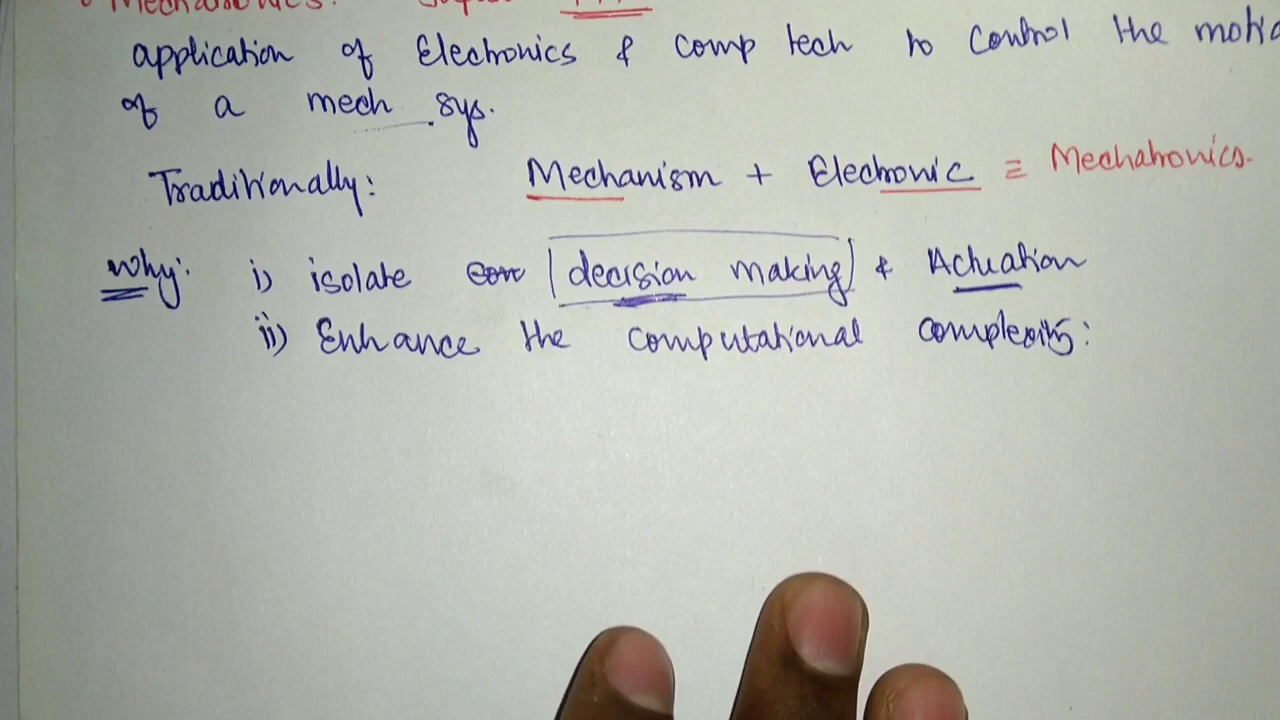 Mechatronics:
application of Electronics & comp tech to control the motio
of a mech sys.
Traditionally: Mechanism + Electronic ≡ Mechatronics.
Why: i) isolate decision making & Actuation
ii) Enhance the computational complexity: